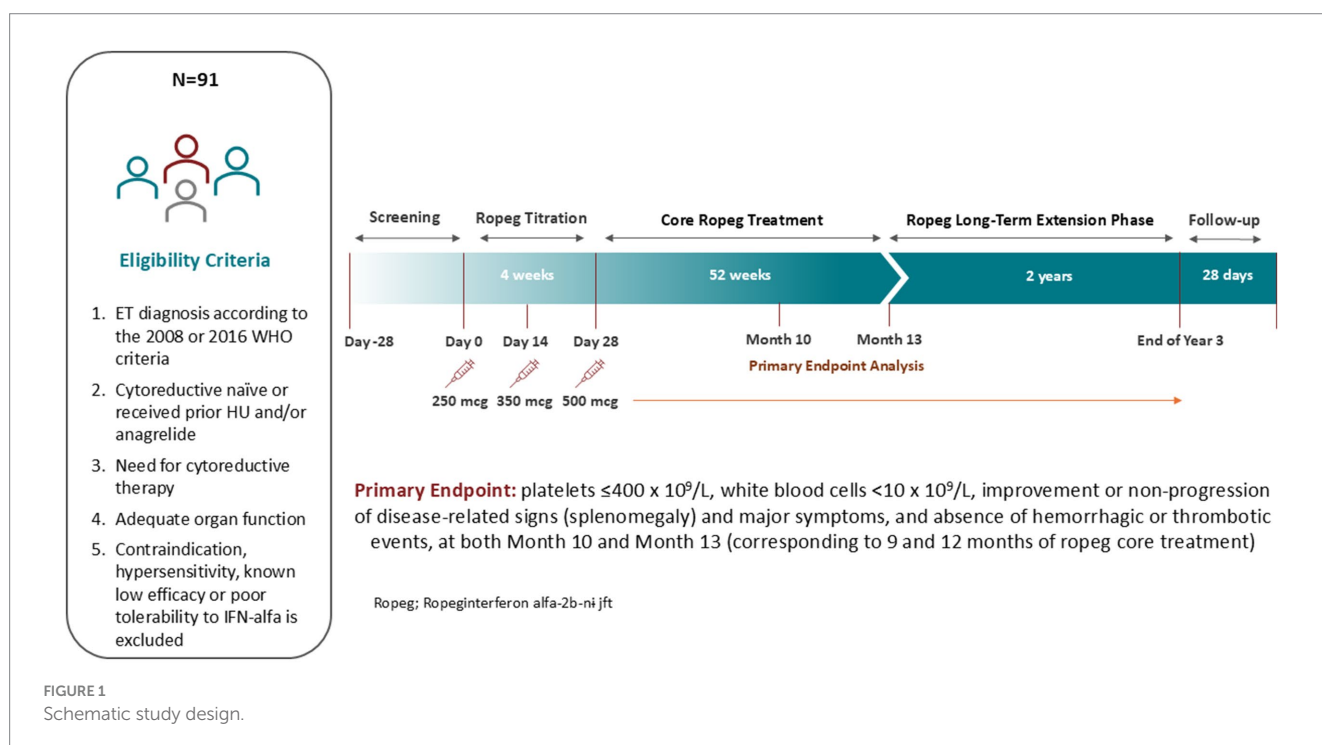 N=91
Eligibility Criteria
1. ET diagnosis according to
the 2008 or 2016 WHO
criteria
2. Cytoreductive naïve or
received prior HU and/or
anagrelide
3. Need for cytoreductive
therapy
4. Adequate organ function
5. Contraindication,
hypersensitivity, known
low efficacy or poor
tolerability to IFN-alfa is
excluded
Screening Ropeg Titration Core Ropeg Treatment Ropeg Long-Term Extension Phase Follow-up
4 weeks 52 weeks 2 years 28 days
Day -28 Day 0 Day 14 Day 28 Month 10 Month 13 End of Year 3
Primary Endpoint Analysis
250 mcg 350 mcg 500 mcg
Primary Endpoint: platelets ≤400 x 10⁹/L, white blood cells <10 x 10⁹/L, improvement or non-progression
of disease-related signs (splenomegaly) and major symptoms, and absence of hemorrhagic or thrombotic
events, at both Month 10 and Month 13 (corresponding to 9 and 12 months of ropeg core treatment)
Ropeg; Ropeginterferon alfa-2b-ni jft
FIGURE 1
Schematic study design.